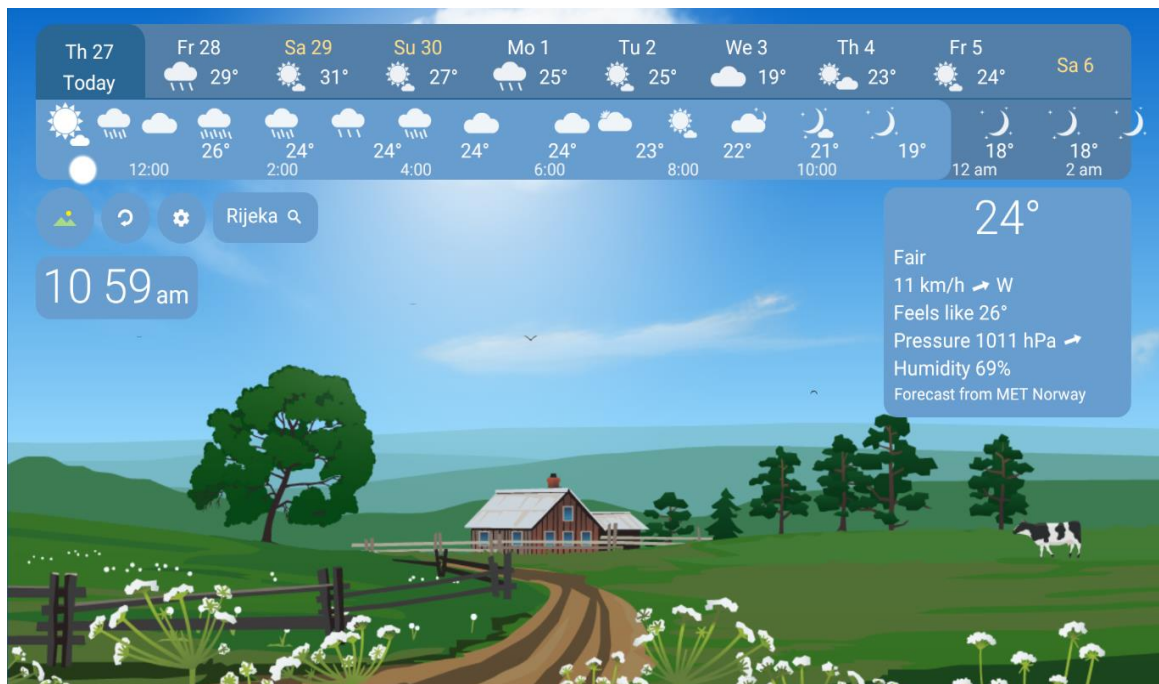 Th 27 Fr 28 Sa 29 Su 30 Mo 1 Tu 2 We 3 Th 4 Fr 5 Sa 6
Today 29° 31° 27° 25° 25° 19° 23° 24°
26° 24° 24° 24° 24° 23° 22° 21° 19° 18° 18°
12:00 2:00 4:00 6:00 8:00 10:00 12 am 2 am
Rijeka
10 59 am
24°
Fair
11 km/h W
Feels like 26°
Pressure 1011 hPa
Humidity 69%
Forecast from MET Norway